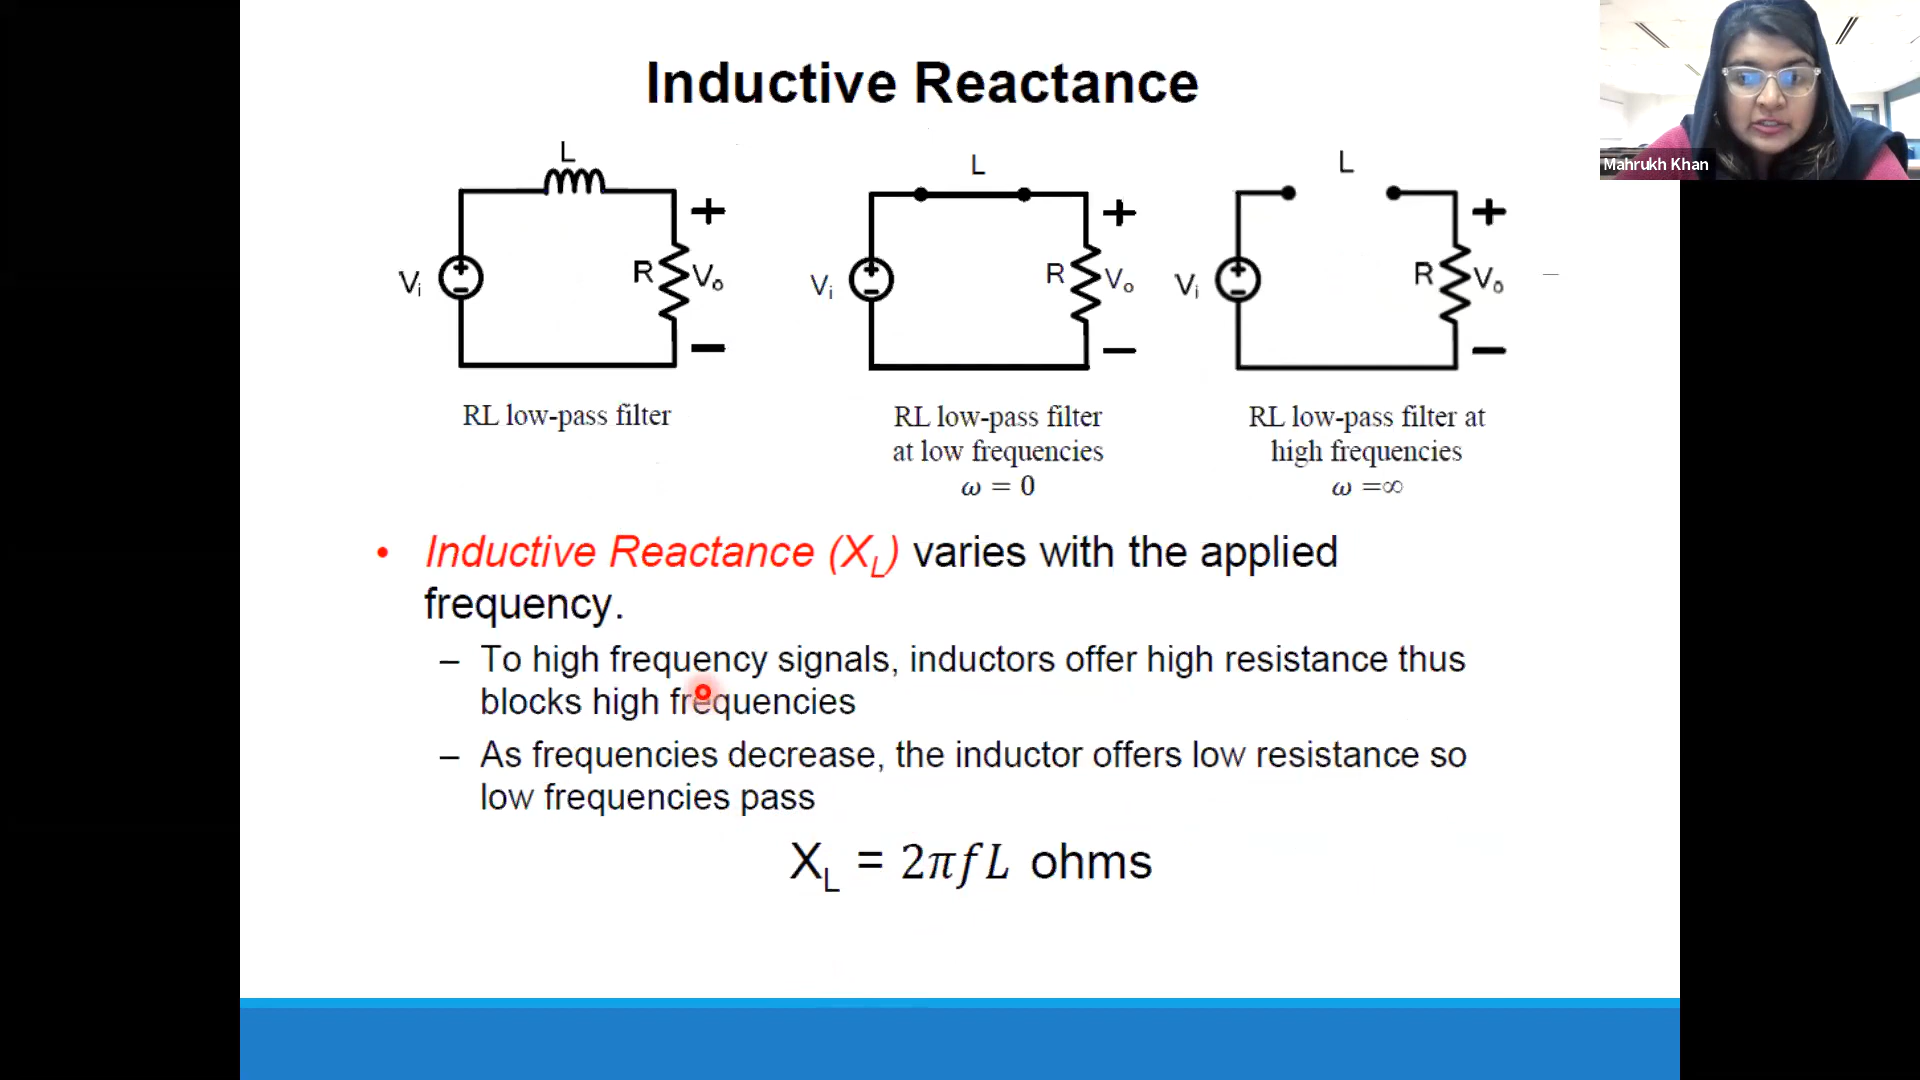 Inductive Reactance
Mahrukh Khan
L
L
L
+
+
+
Vi
R
Vo
Vi
R
Vo
Vi
R
Vo
−
−
−
RL low-pass filter
RL low-pass filter
at low frequencies
ω = 0
RL low-pass filter at
high frequencies
ω =∞
• Inductive Reactance (XL) varies with the applied
frequency.
– To high frequency signals, inductors offer high resistance thus
blocks high frequencies
– As frequencies decrease, the inductor offers low resistance so
low frequencies pass
XL = 2πfL ohms